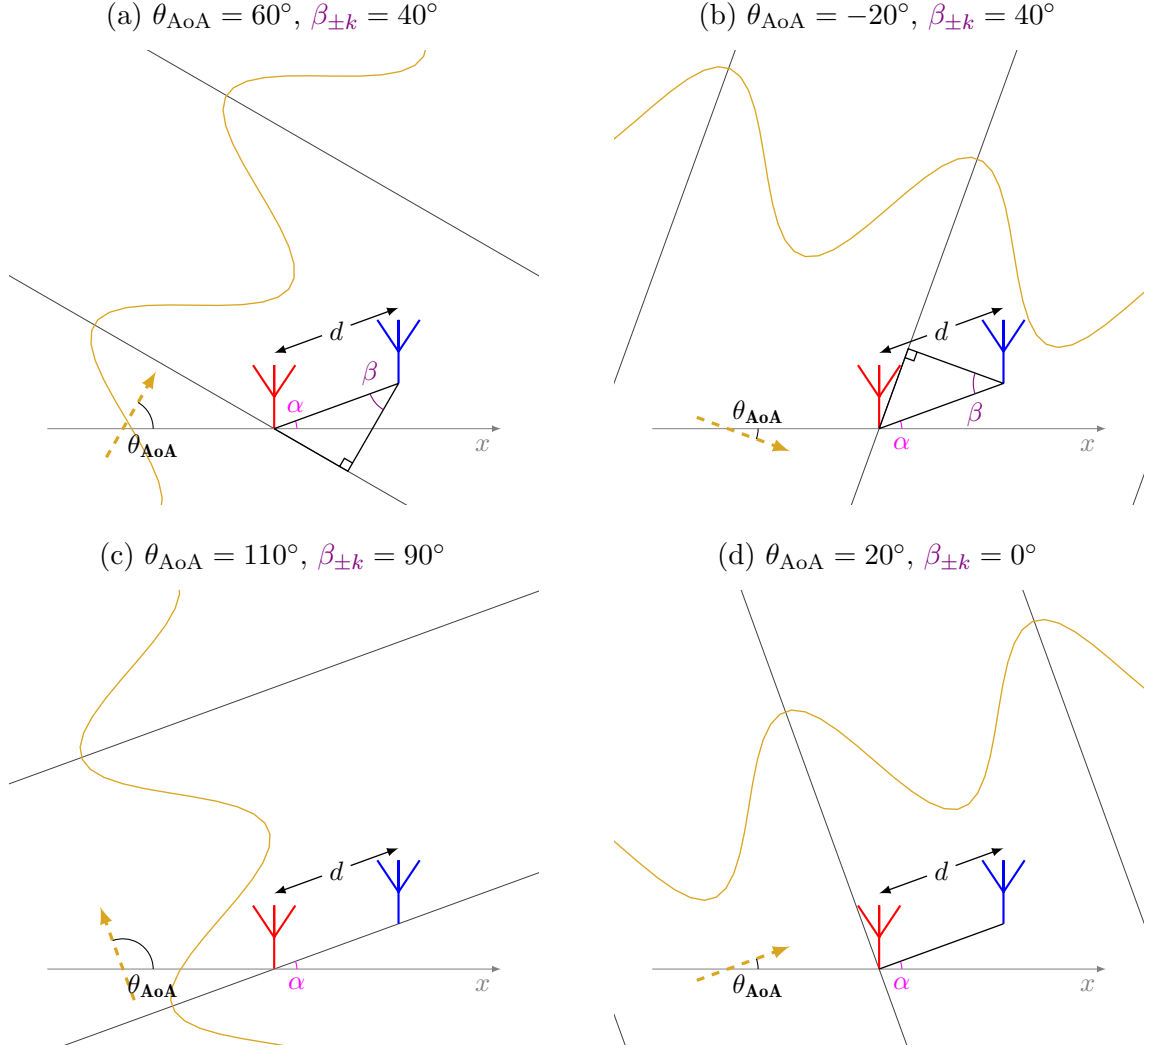 (a) θ_AoA = 60°, β_±k = 40°
d
β
α
θ_AoA
x
(b) θ_AoA = −20°, β_±k = 40°
d
θ_AoA
β
α
x
(c) θ_AoA = 110°, β_±k = 90°
d
θ_AoA
α
x
(d) θ_AoA = 20°, β_±k = 0°
d
θ_AoA
α
x